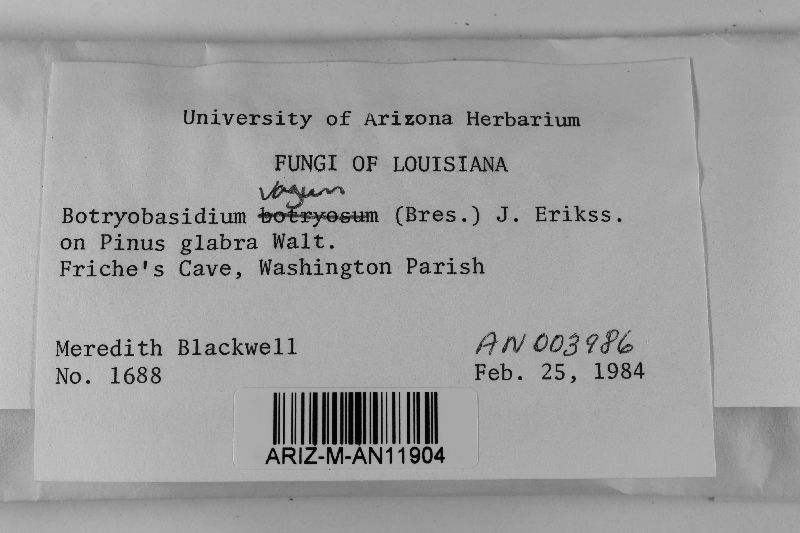 University of Arizona Herbarium
FUNGI OF LOUISIANA
vagum
Botryobasidium botryosum (Bres.) J. Erikss.
on Pinus glabra Walt.
Friche's Cave, Washington Parish
Meredith Blackwell
AN 003986
No. 1688
Feb. 25, 1984
ARIZ-M-AN11904